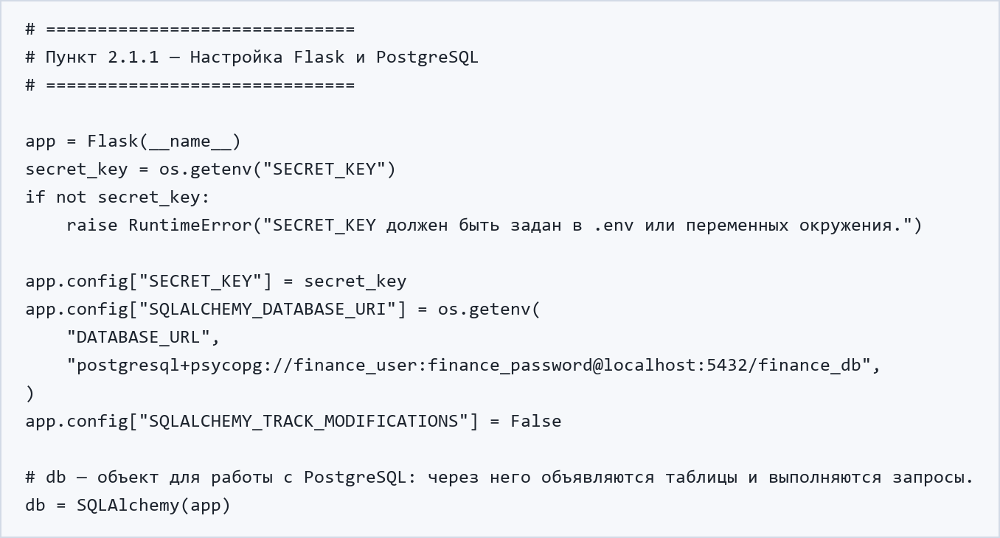 # ==============================
# Пункт 2.1.1 — Настройка Flask и PostgreSQL
# ==============================
app = Flask(__name__)
secret_key = os.getenv("SECRET_KEY")
if not secret_key:
    raise RuntimeError("SECRET_KEY должен быть задан в .env или переменных окружения.")
app.config["SECRET_KEY"] = secret_key
app.config["SQLALCHEMY_DATABASE_URI"] = os.getenv(
    "DATABASE_URL",
    "postgresql+psycopg://finance_user:finance_password@localhost:5432/finance_db",
)
app.config["SQLALCHEMY_TRACK_MODIFICATIONS"] = False
# db — объект для работы с PostgreSQL: через него объявляются таблицы и выполняются запросы.
db = SQLAlchemy(app)